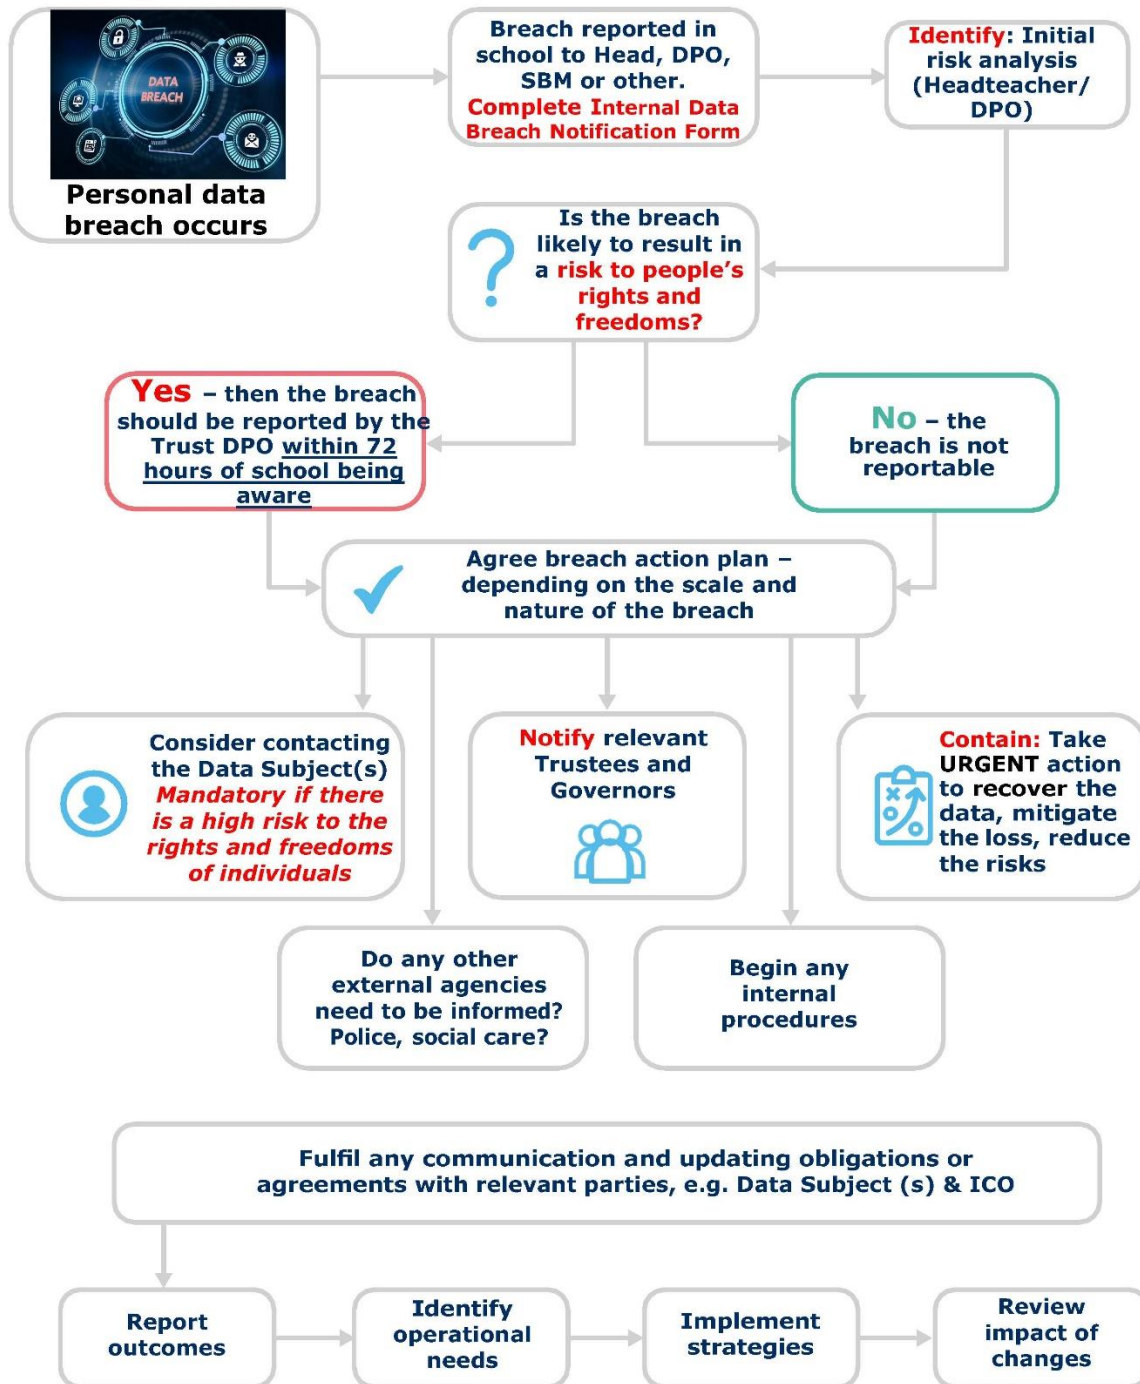 DATA
BREACH
Personal data
breach occurs
Breach reported in
school to Head, DPO,
SBM or other.
Complete Internal Data
Breach Notification Form
Identify: Initial
risk analysis
(Headteacher/
DPO)
Is the breach
likely to result in
a risk to people’s
rights and
freedoms?
Yes – then the breach
should be reported by the
Trust DPO within 72
hours of school being
aware
No – the
breach is not
reportable
Agree breach action plan –
depending on the scale and
nature of the breach
Consider contacting
the Data Subject(s)
Mandatory if there
is a high risk to the
rights and freedoms
of individuals
Notify relevant
Trustees and
Governors
Contain: Take
URGENT action
to recover the
data, mitigate
the loss, reduce
the risks
Do any other
external agencies
need to be informed?
Police, social care?
Begin any
internal
procedures
Fulfil any communication and updating obligations or
agreements with relevant parties, e.g. Data Subject (s) & ICO
Report
outcomes
Identify
operational
needs
Implement
strategies
Review
impact of
changes